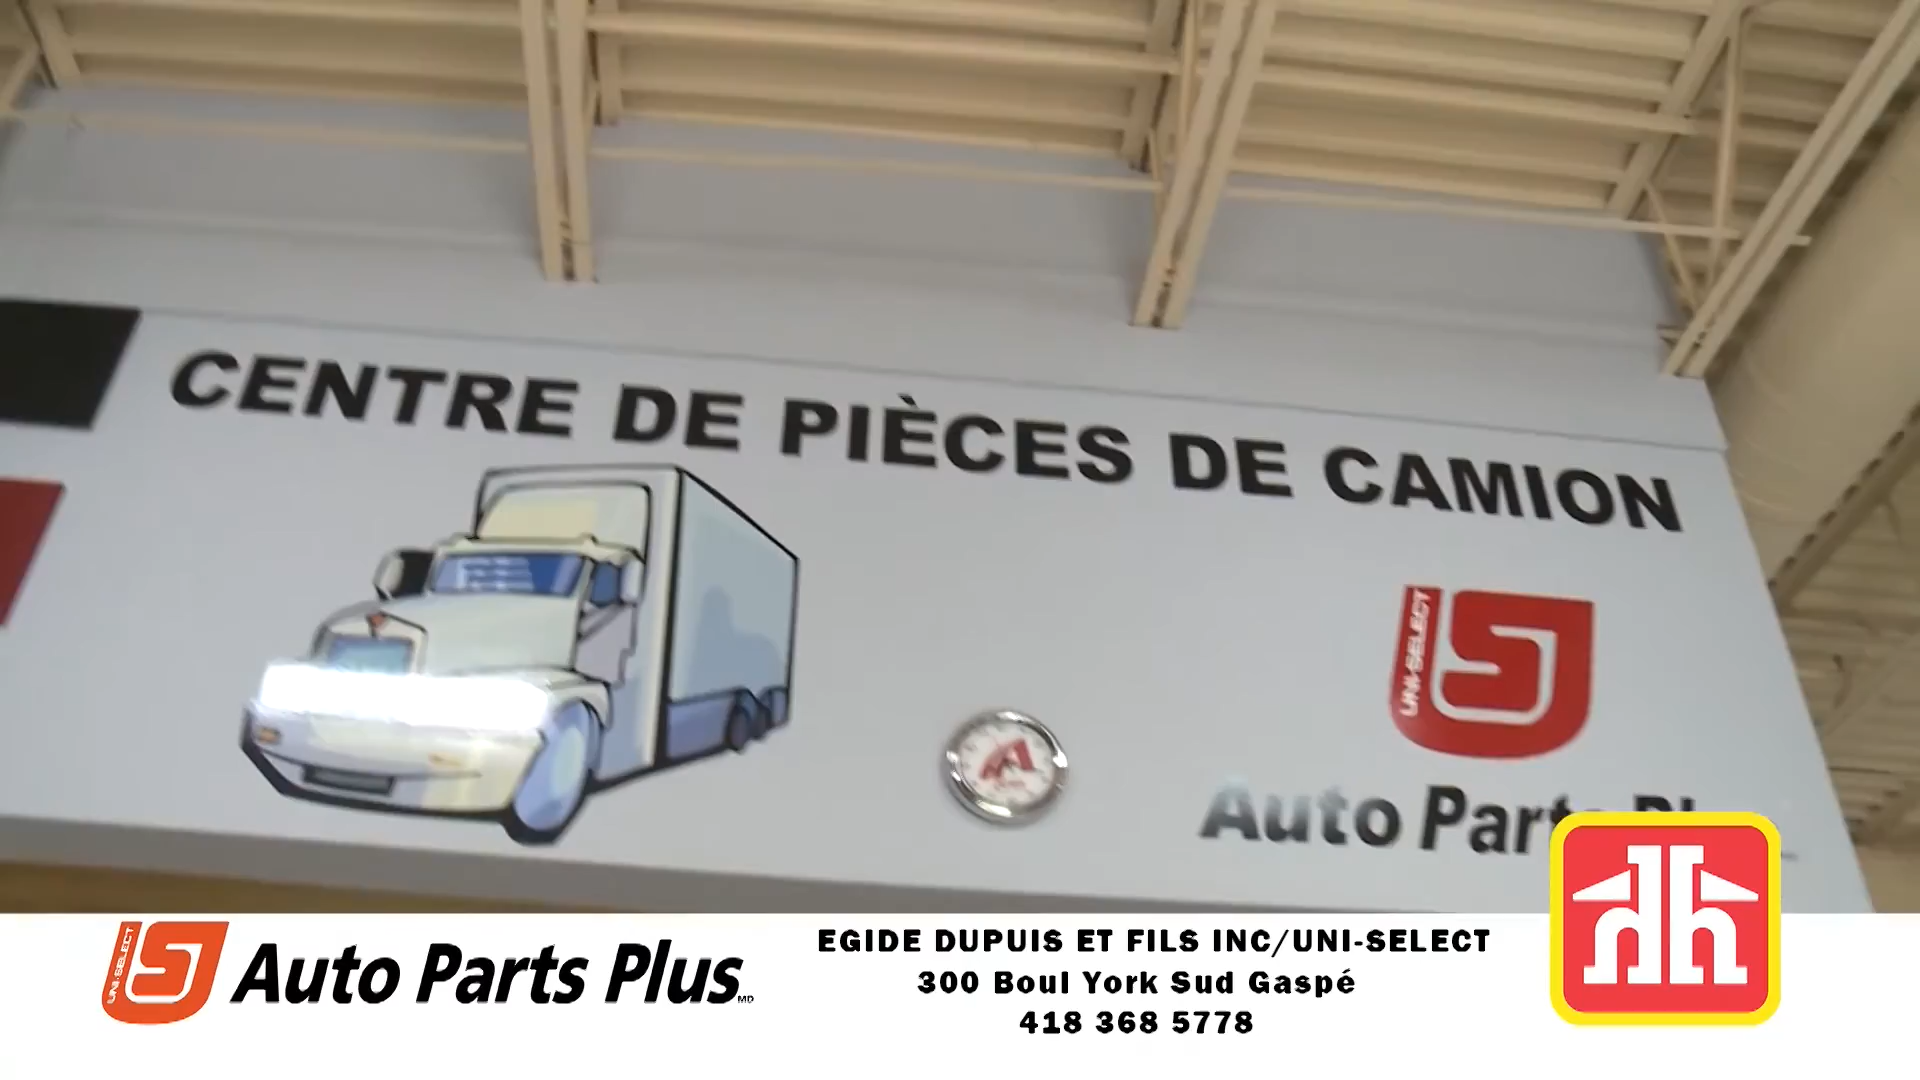 CENTRE DE PIÈCES DE CAMION
UNI-SELECT
Auto Parts
UNI-SELECT
Auto Parts Plus MD
EGIDE DUPUIS ET FILS INC/UNI-SELECT
300 Boul York Sud Gaspé
418 368 5778